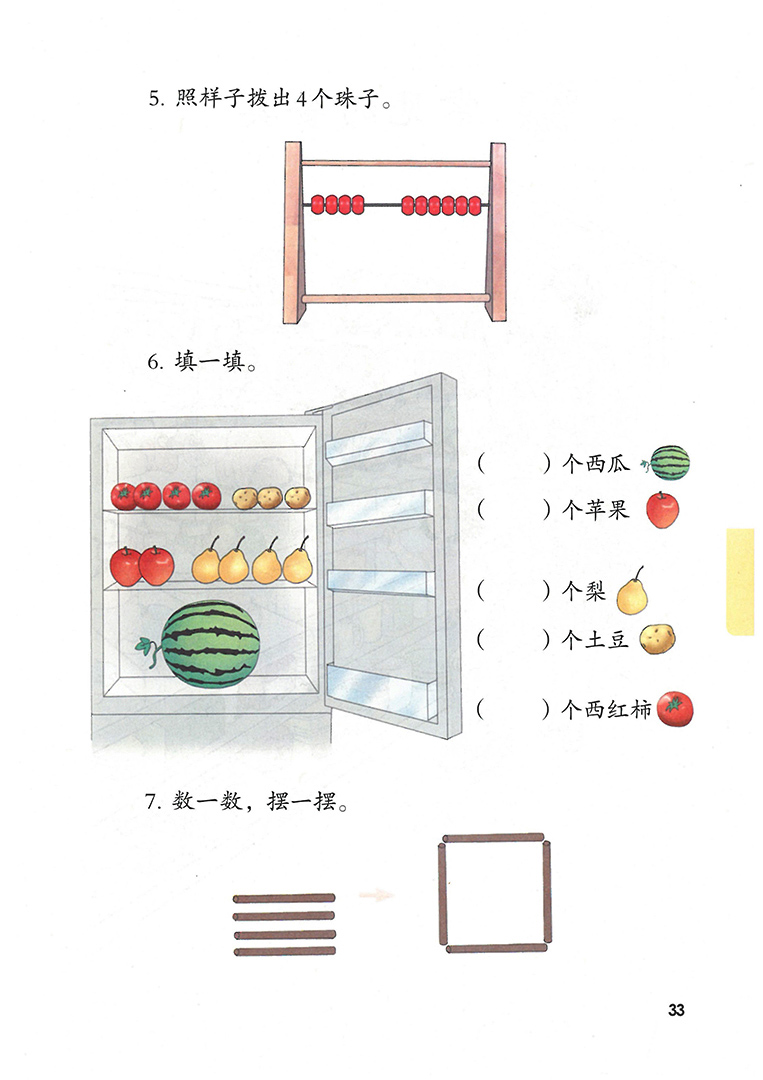 5. 照样子拨出4个珠子。
6. 填一填。
（ ）个西瓜
（ ）个苹果
（ ）个梨
（ ）个土豆
（ ）个西红柿
7. 数一数，摆一摆。
33